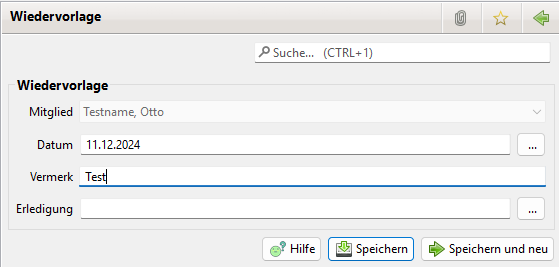 Wiedervorlage
Suche... (CTRL+1)
Wiedervorlage
Mitglied Testname, Otto
Datum 11.12.2024 ...
Vermerk Test
Erledigung ...
Hilfe Speichern Speichern und neu